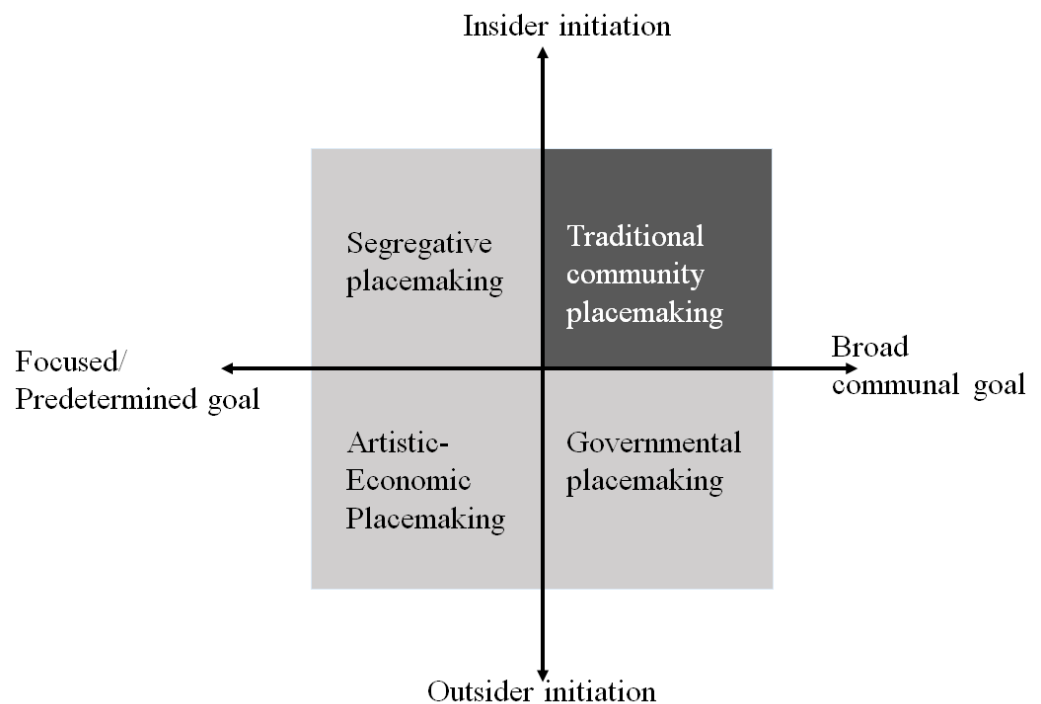 Insider initiation
Segregative
placemaking
Traditional
community
placemaking
Focused/
Predetermined goal
Broad
communal goal
Artistic-
Economic
Placemaking
Governmental
placemaking
Outsider initiation